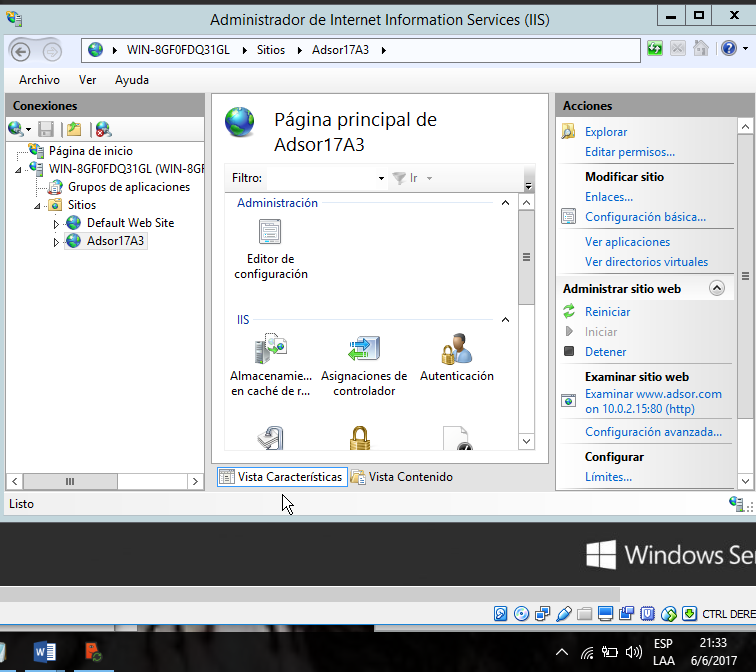 Administrador de Internet Information Services (IIS)
WIN-8GF0FDQ31GL
Sitios
Adsor17A3
Archivo Ver Ayuda
Conexiones
Página de inicio
WIN-8GF0FDQ31GL (WIN-8GF
Grupos de aplicaciones
Sitios
Default Web Site
Adsor17A3
Página principal de
Adsor17A3
Filtro:
Ir
Administración
Editor de
configuración
IIS
Almacenamie...
en caché de r...
Asignaciones de
controlador
Autenticación
Vista Características
Vista Contenido
Acciones
Explorar
Editar permisos...
Modificar sitio
Enlaces...
Configuración básica...
Ver aplicaciones
Ver directorios virtuales
Administrar sitio web
Reiniciar
Iniciar
Detener
Examinar sitio web
Examinar www.adsor.com
on 10.0.2.15:80 (http)
Configuración avanzada...
Configurar
Límites...
Listo
Windows Ser
CTRL DERE
ESP
LAA
21:33
6/6/2017